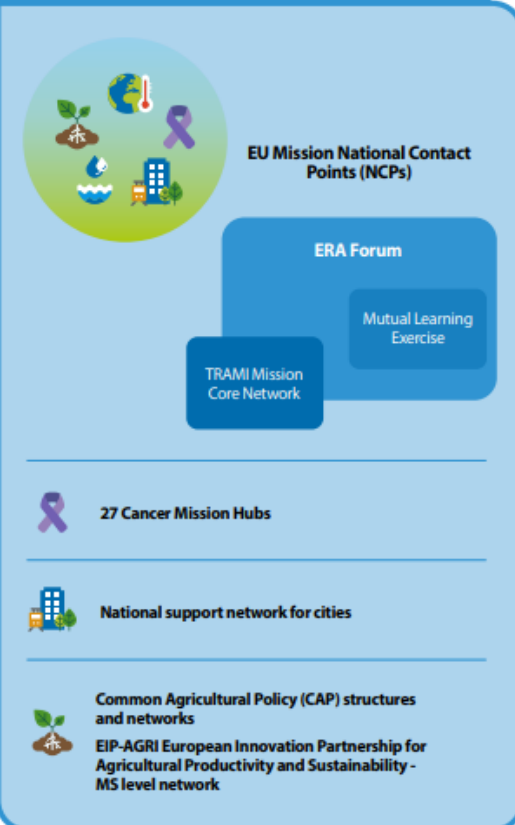 EU Mission National Contact
Points (NCPs)
ERA Forum
Mutual Learning
Exercise
TRAMI Mission
Core Network
27 Cancer Mission Hubs
National support network for cities
Common Agricultural Policy (CAP) structures
and networks
EIP-AGRI European Innovation Partnership for
Agricultural Productivity and Sustainability -
MS level network